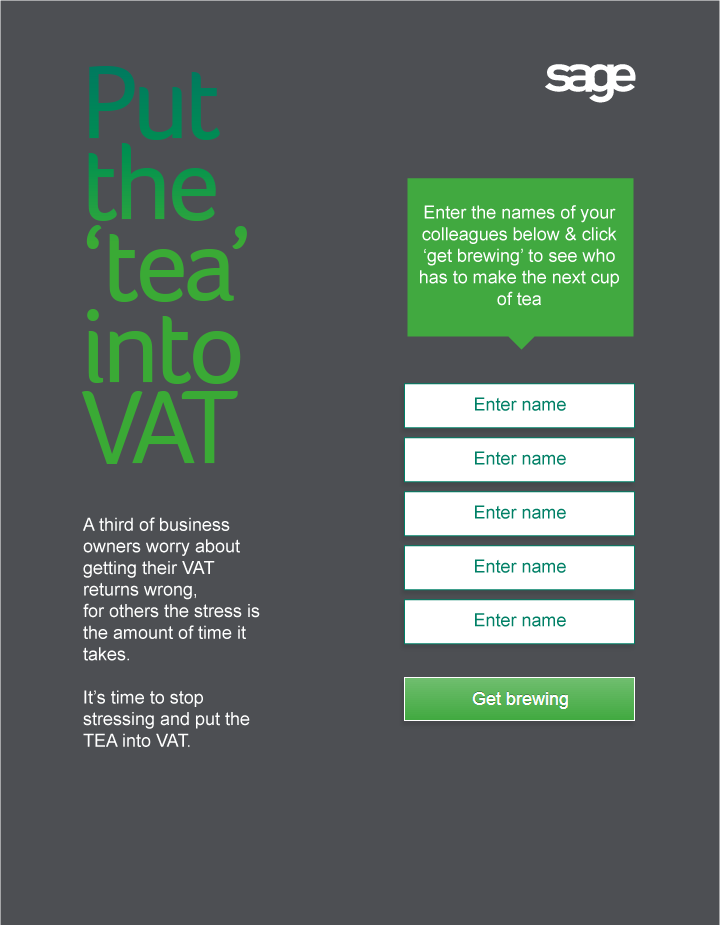 Put
the
‘tea’
into
VAT
A third of business
owners worry about
getting their VAT
returns wrong,
for others the stress is
the amount of time it
takes.
It’s time to stop
stressing and put the
TEA into VAT.
sage
Enter the names of your
colleagues below & click
‘get brewing’ to see who
has to make the next cup
of tea
Enter name
Enter name
Enter name
Enter name
Enter name
Get brewing